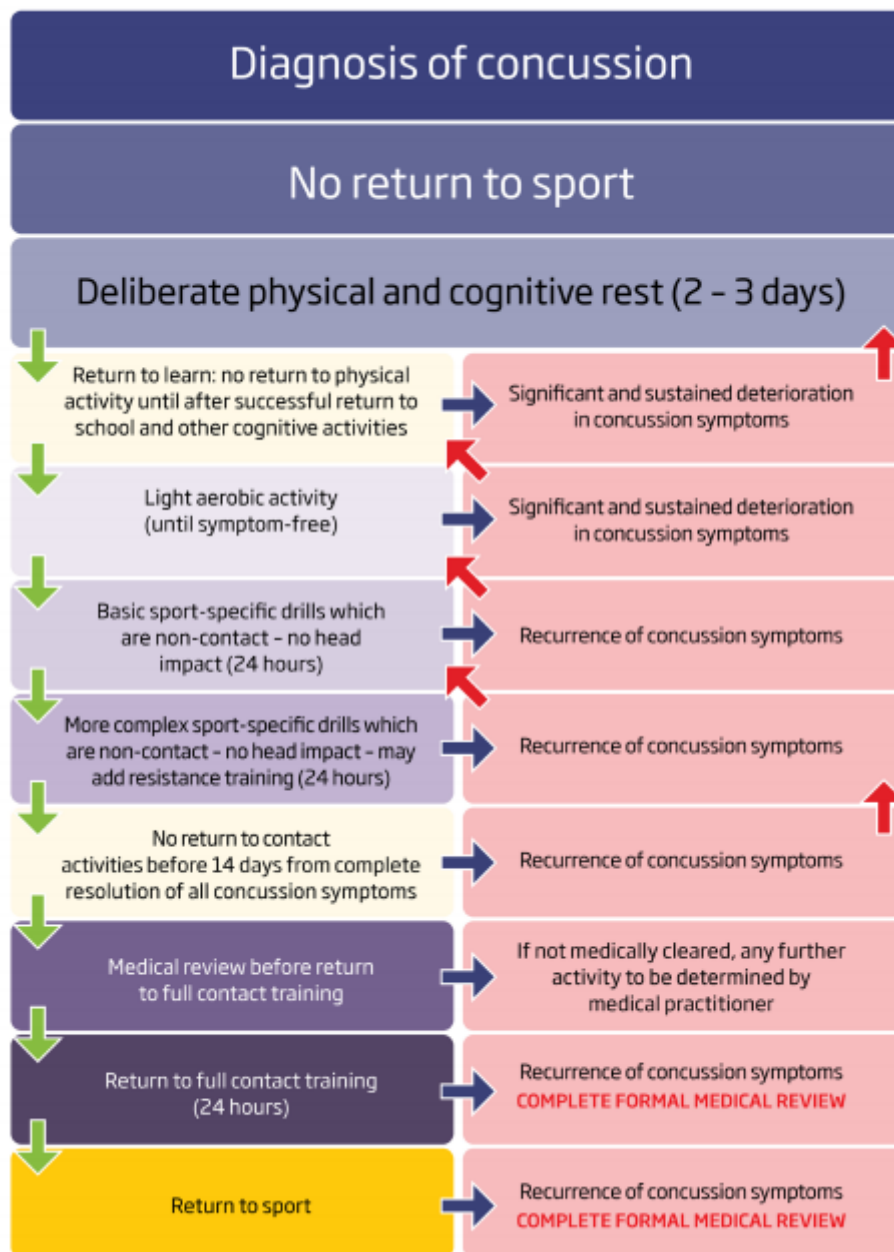 Diagnosis of concussion
No return to sport
Deliberate physical and cognitive rest (2 – 3 days)
Return to learn: no return to physical
activity until after successful return to
school and other cognitive activities
Significant and sustained deterioration
in concussion symptoms
Light aerobic activity
(until symptom-free)
Significant and sustained deterioration
in concussion symptoms
Basic sport-specific drills which
are non-contact – no head
impact (24 hours)
Recurrence of concussion symptoms
More complex sport-specific drills which
are non-contact – no head impact – may
add resistance training (24 hours)
Recurrence of concussion symptoms
No return to contact
activities before 14 days from complete
resolution of all concussion symptoms
Recurrence of concussion symptoms
Medical review before return
to full contact training
If not medically cleared, any further
activity to be determined by
medical practitioner
Return to full contact training
(24 hours)
Recurrence of concussion symptoms
COMPLETE FORMAL MEDICAL REVIEW
Return to sport
Recurrence of concussion symptoms
COMPLETE FORMAL MEDICAL REVIEW